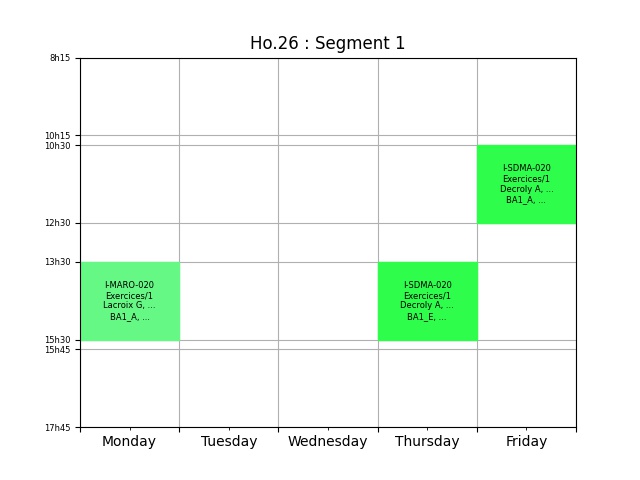 Ho.26 : Segment 1
8h15
10h15
10h30
I-SDMA-020
Exercices/1
Decroly A, ...
BA1_A, ...
12h30
13h30
I-MARO-020
Exercices/1
Lacroix G, ...
BA1_A, ...
I-SDMA-020
Exercices/1
Decroly A, ...
BA1_E, ...
15h30
15h45
17h45
Monday
Tuesday
Wednesday
Thursday
Friday